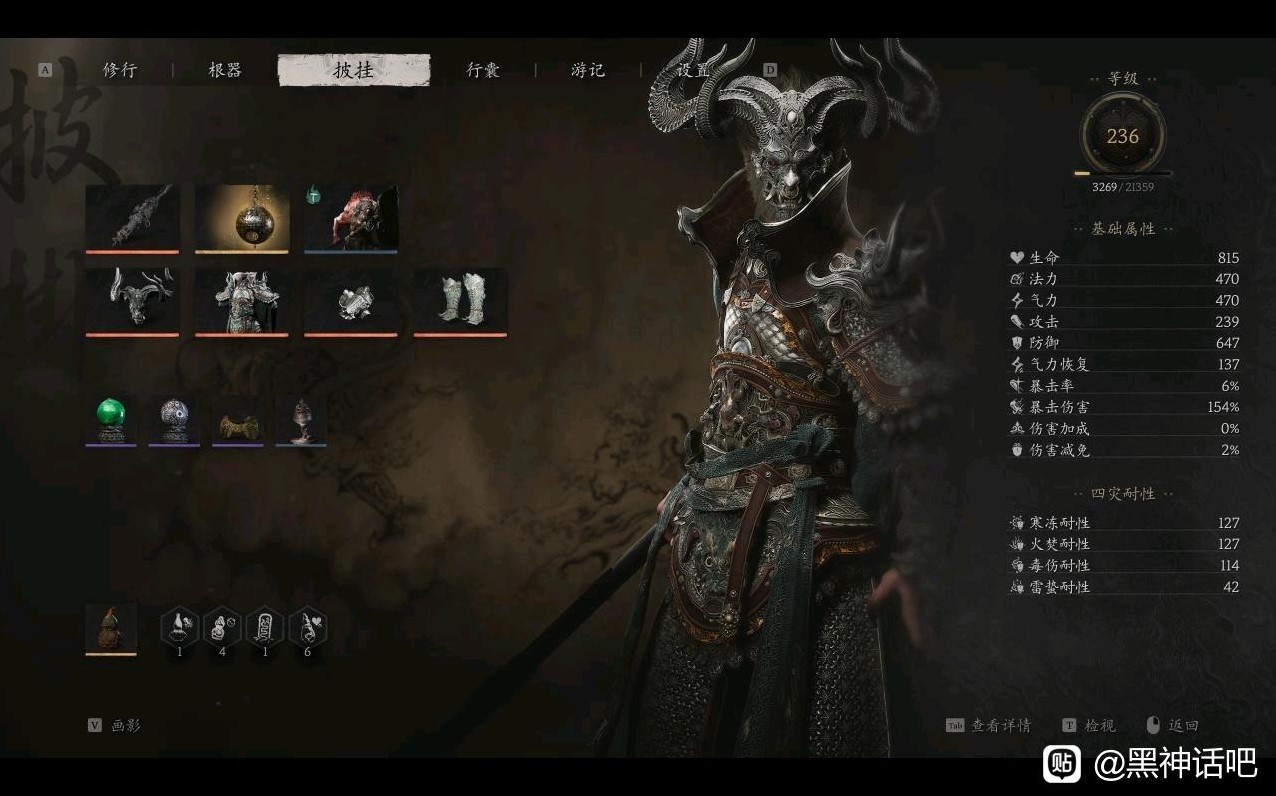 A 修行 根器 披挂 行囊 游记 设置 D
披
挂
等级
236
3269/21359
基础属性
生命 815
法力 470
气力 470
攻击 239
防御 647
气力恢复 137
暴击率 6%
暴击伤害 154%
伤害加成 0%
伤害减免 2%
四灾耐性
寒冻耐性 127
火焚耐性 127
毒伤耐性 114
雷蛰耐性 42
T
1 4 1 6
V 画影
Tab 查看详情 T 检视 返回
贴 @黑神话吧